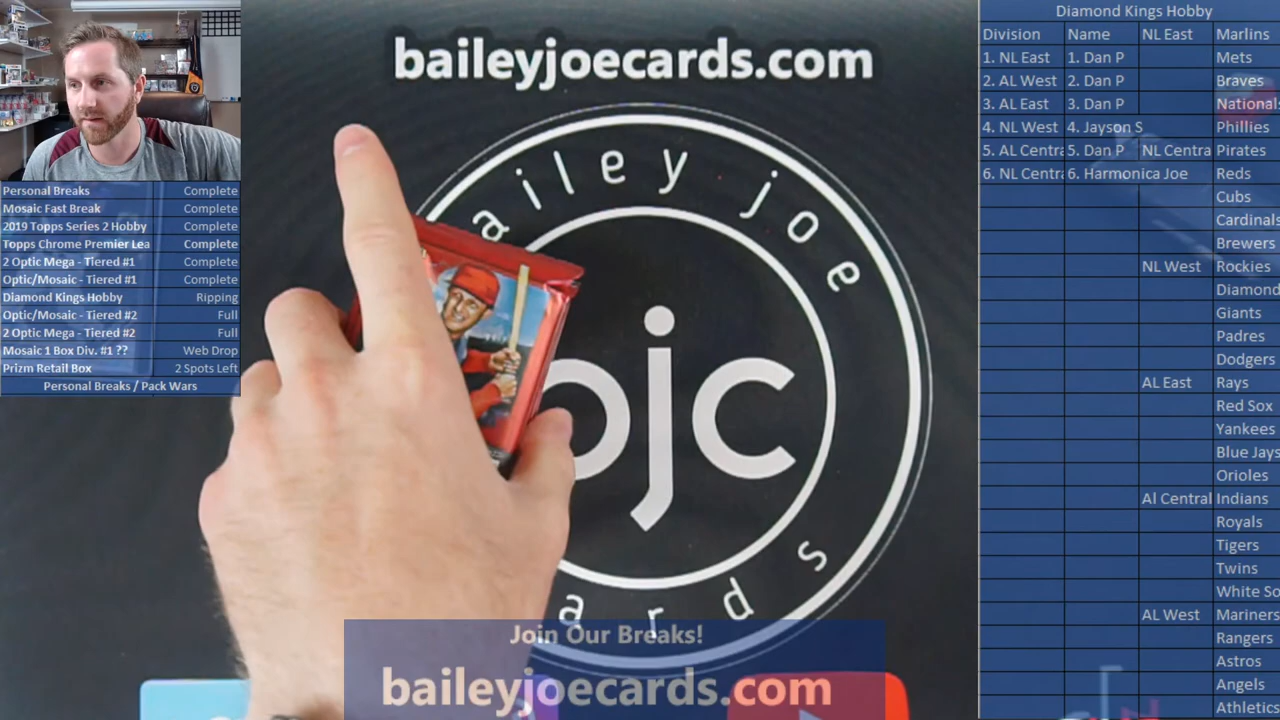 baileyjoecards.com
ailey joe
bjc
ards
Personal Breaks Complete
Mosaic Fast Break Complete
2019 Topps Series 2 Hobby Complete
Topps Chrome Premier Lea Complete
2 Optic Mega - Tiered #1 Complete
Optic/Mosaic - Tiered #1 Complete
Diamond Kings Hobby Ripping
Optic/Mosaic - Tiered #2 Full
2 Optic Mega - Tiered #2 Full
Mosaic 1 Box Div. #1 ?? Web Drop
Prizm Retail Box 2 Spots Left
Personal Breaks / Pack Wars
Diamond Kings Hobby
Division Name NL East Marlins
1. NL East 1. Dan P Mets
2. AL West 2. Dan P Braves
3. AL East 3. Dan P Nationals
4. NL West 4. Jayson S Phillies
5. AL Centra 5. Dan P NL Centra Pirates
6. NL Centra 6. Harmonica Joe Reds
Cubs
Cardinals
Brewers
NL West Rockies
Diamond
Giants
Padres
Dodgers
AL East Rays
Red Sox
Yankees
Blue Jays
Orioles
Al Central Indians
Royals
Tigers
Twins
White So
AL West Mariners
Rangers
Astros
Angels
Athletics
Join Our Breaks!
baileyjoecards.com